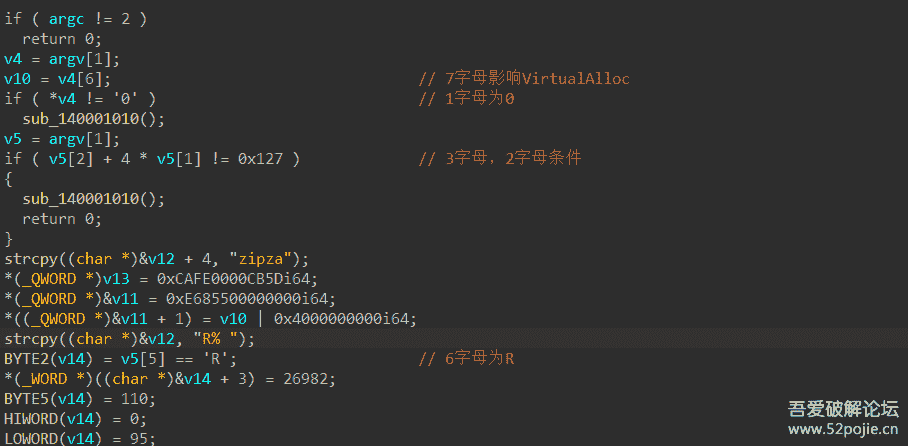 if ( argc != 2 )
return 0;
v4 = argv[1];
v10 = v4[6]; // 7字母影响VirtualAlloc
if ( *v4 != '0' ) // 1字母为0
sub_140001010();
v5 = argv[1];
if ( v5[2] + 4 * v5[1] != 0x127 ) // 3字母，2字母条件
{
sub_140001010();
return 0;
}
strcpy((char *)&v12 + 4, "zipza");
*(_QWORD *)v13 = 0xCAFE0000CB5Di64;
*(_QWORD *)&v11 = 0xE685500000000i64;
*((_QWORD *)&v11 + 1) = v10 | 0x4000000000i64;
strcpy((char *)&v12, "R% ");
BYTE2(v14) = v5[5] == 'R'; // 6字母为R
*(_WORD *)((char *)&v14 + 3) = 26982;
BYTE5(v14) = 110;
HIWORD(v14) = 0;
LOWORD(v14) = 95;
吾爱破解论坛
www.52pojie.cn